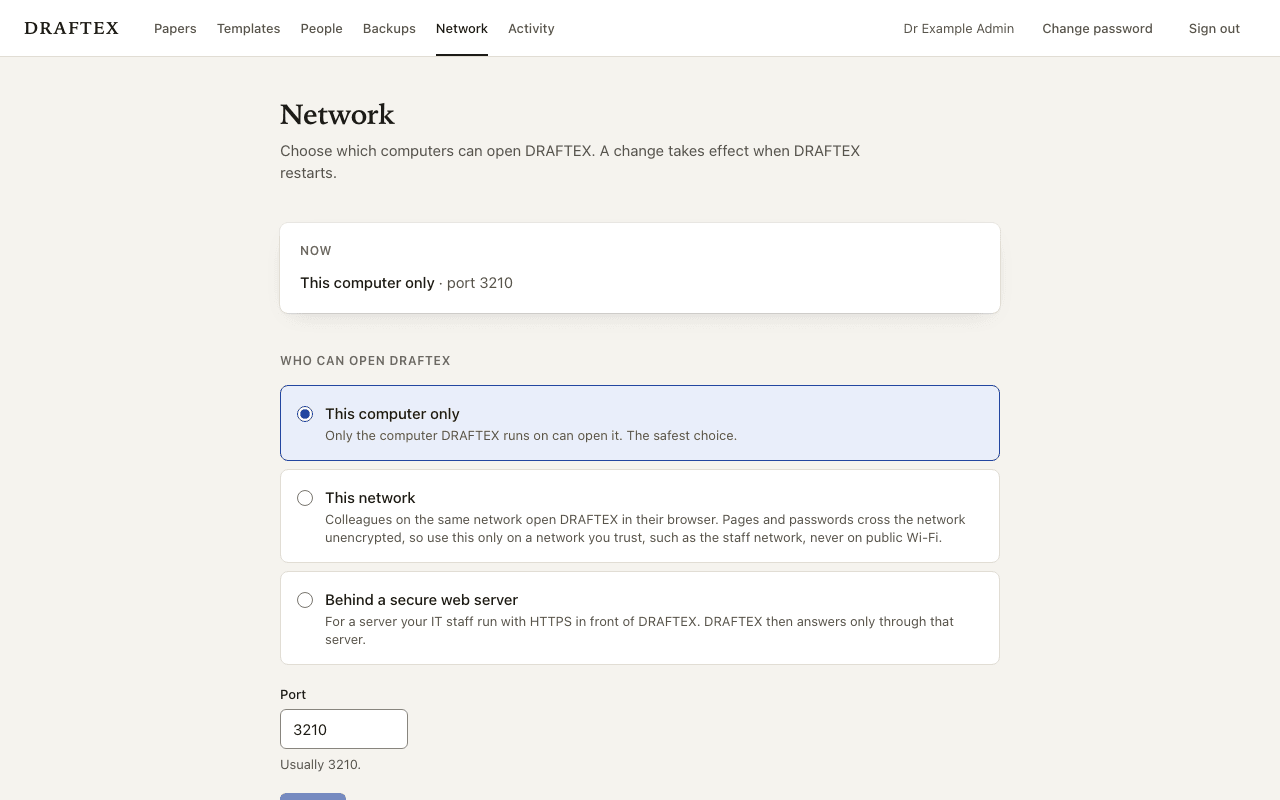 DRAFTEX
Papers
Templates
People
Backups
Network
Activity
Dr Example Admin
Change password
Sign out
Network
Choose which computers can open DRAFTEX. A change takes effect when DRAFTEX
restarts.
NOW
This computer only · port 3210
WHO CAN OPEN DRAFTEX
This computer only
Only the computer DRAFTEX runs on can open it. The safest choice.
This network
Colleagues on the same network open DRAFTEX in their browser. Pages and passwords cross the network
unencrypted, so use this only on a network you trust, such as the staff network, never on public Wi-Fi.
Behind a secure web server
For a server your IT staff run with HTTPS in front of DRAFTEX. DRAFTEX then answers only through that
server.
Port
3210
Usually 3210.